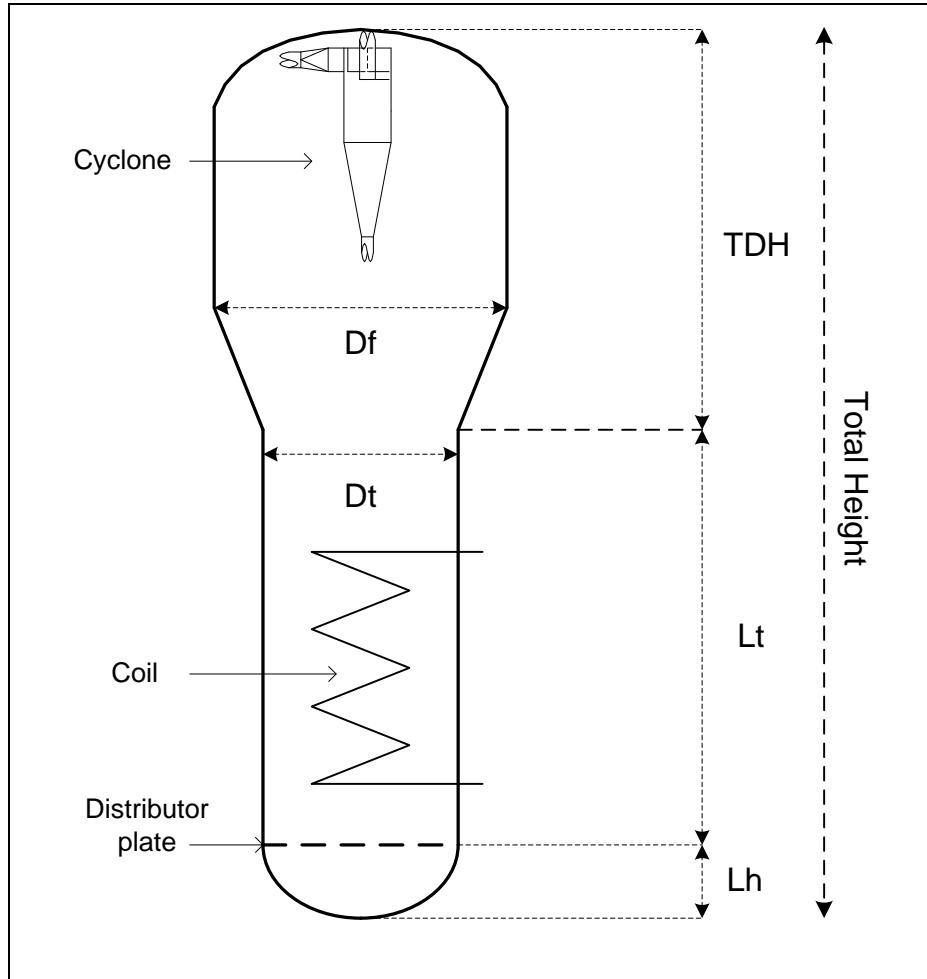 Cyclone
TDH
Df
Total Height
Dt
Lt
Coil
Distributor
plate
Lh